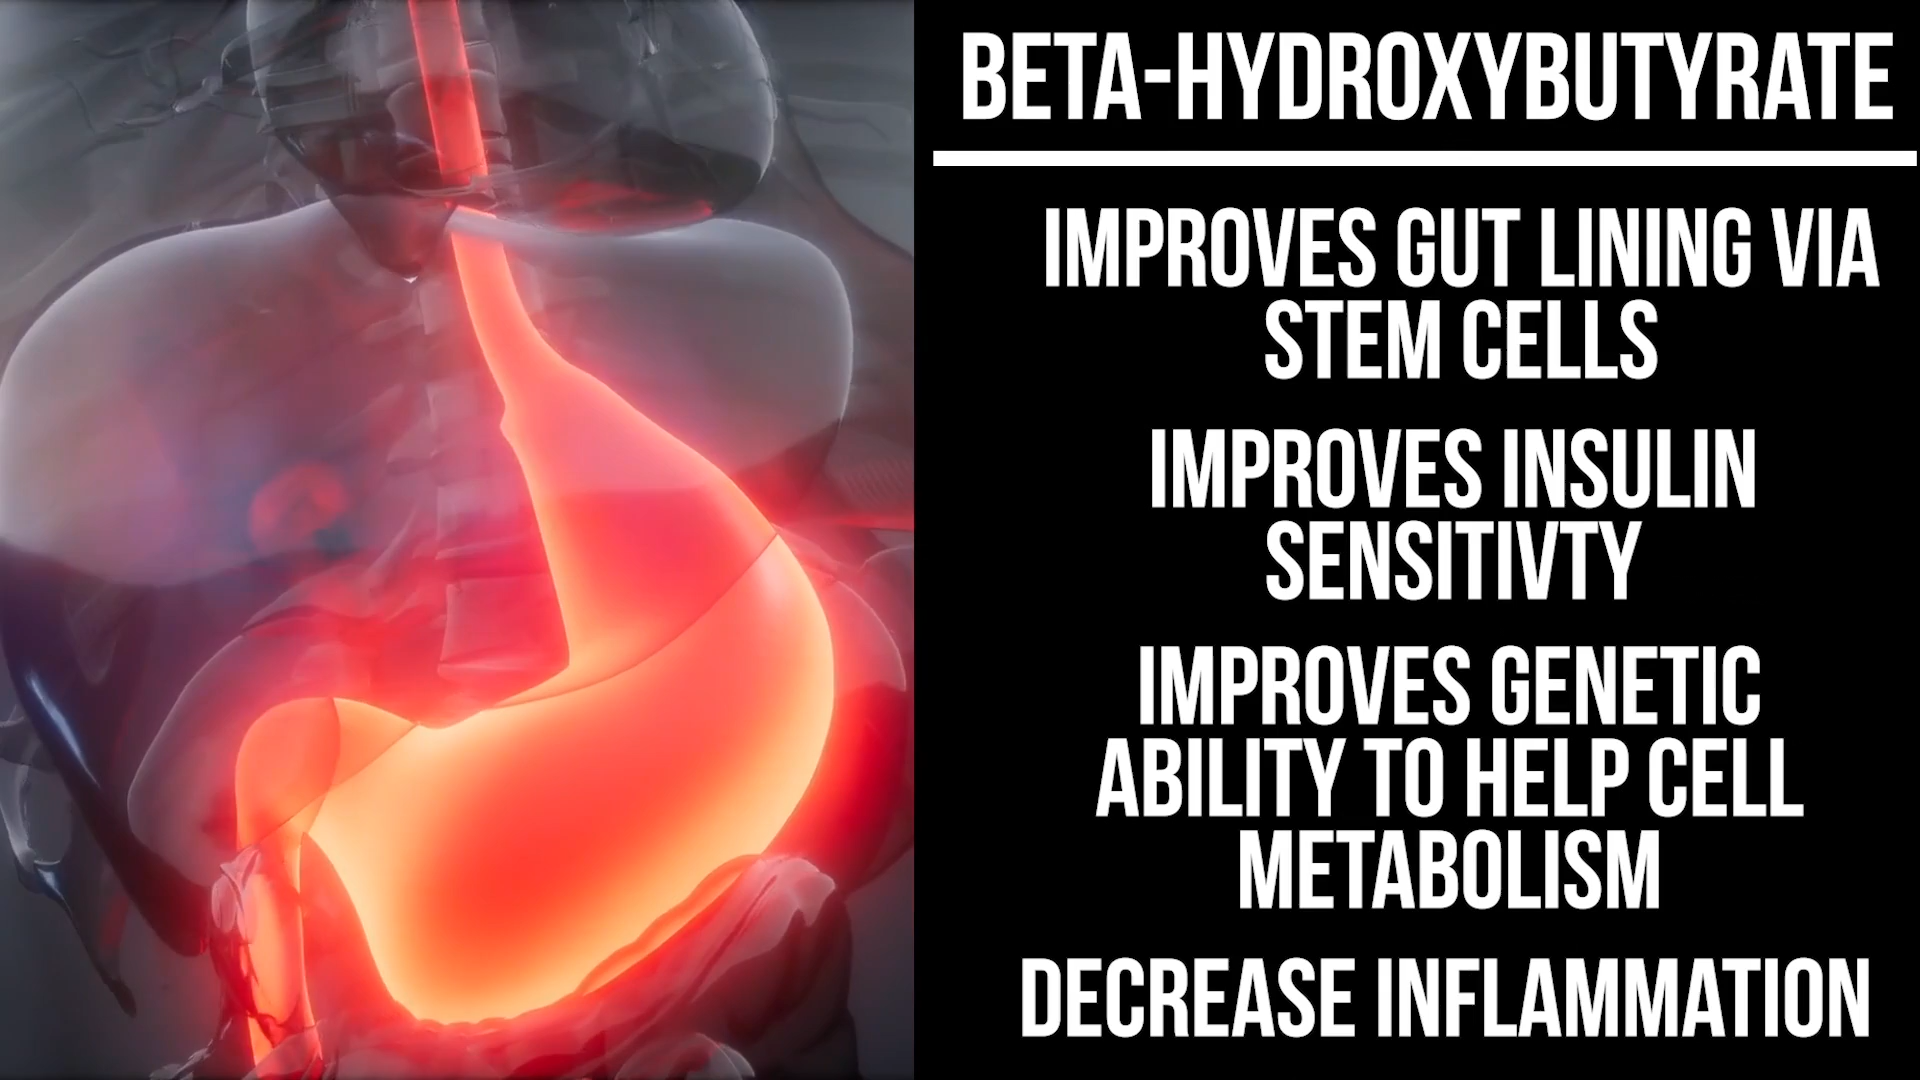 BETA-HYDROXYBUTYRATE
IMPROVES GUT LINING VIA
STEM CELLS
IMPROVES INSULIN
SENSITIVTY
IMPROVES GENETIC
ABILITY TO HELP CELL
METABOLISM
DECREASE INFLAMMATION